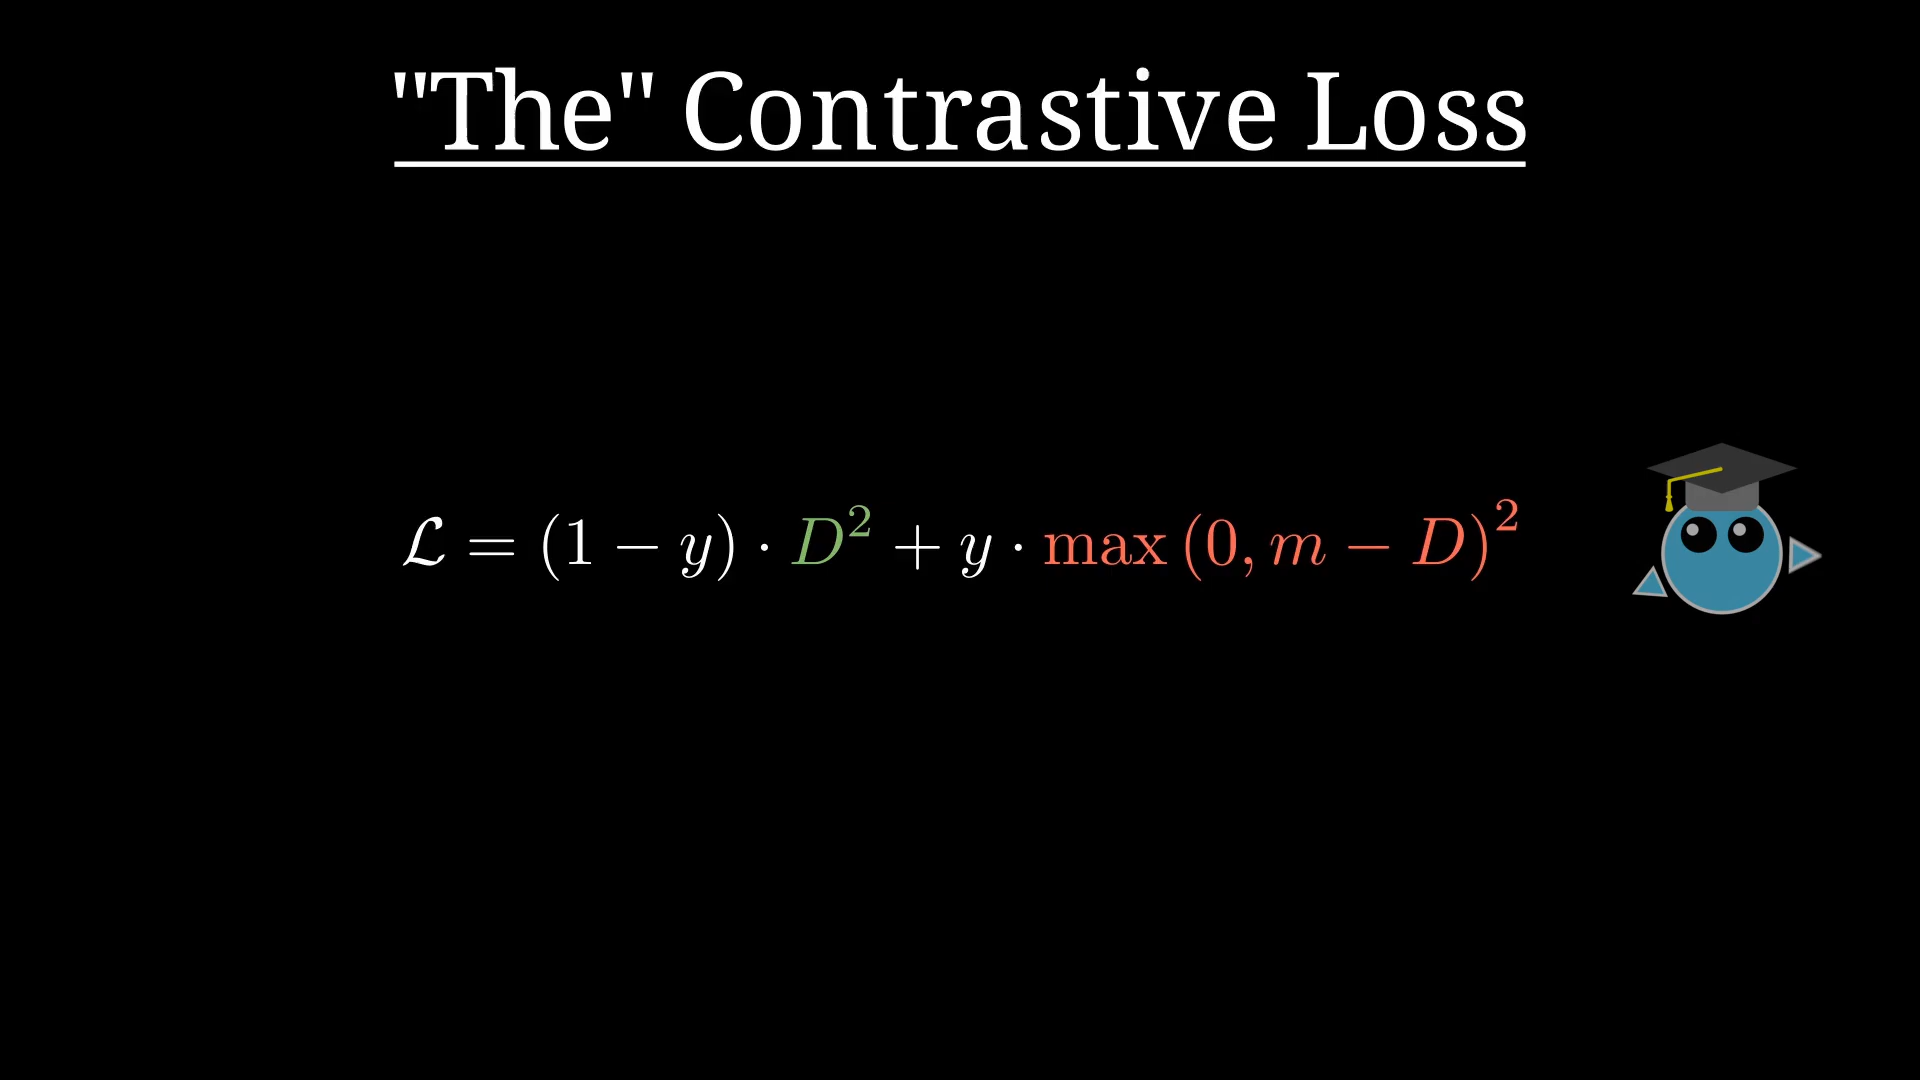 "The" Contrastive Loss
ℒ = (1 − y) · D² + y · max (0, m − D)²